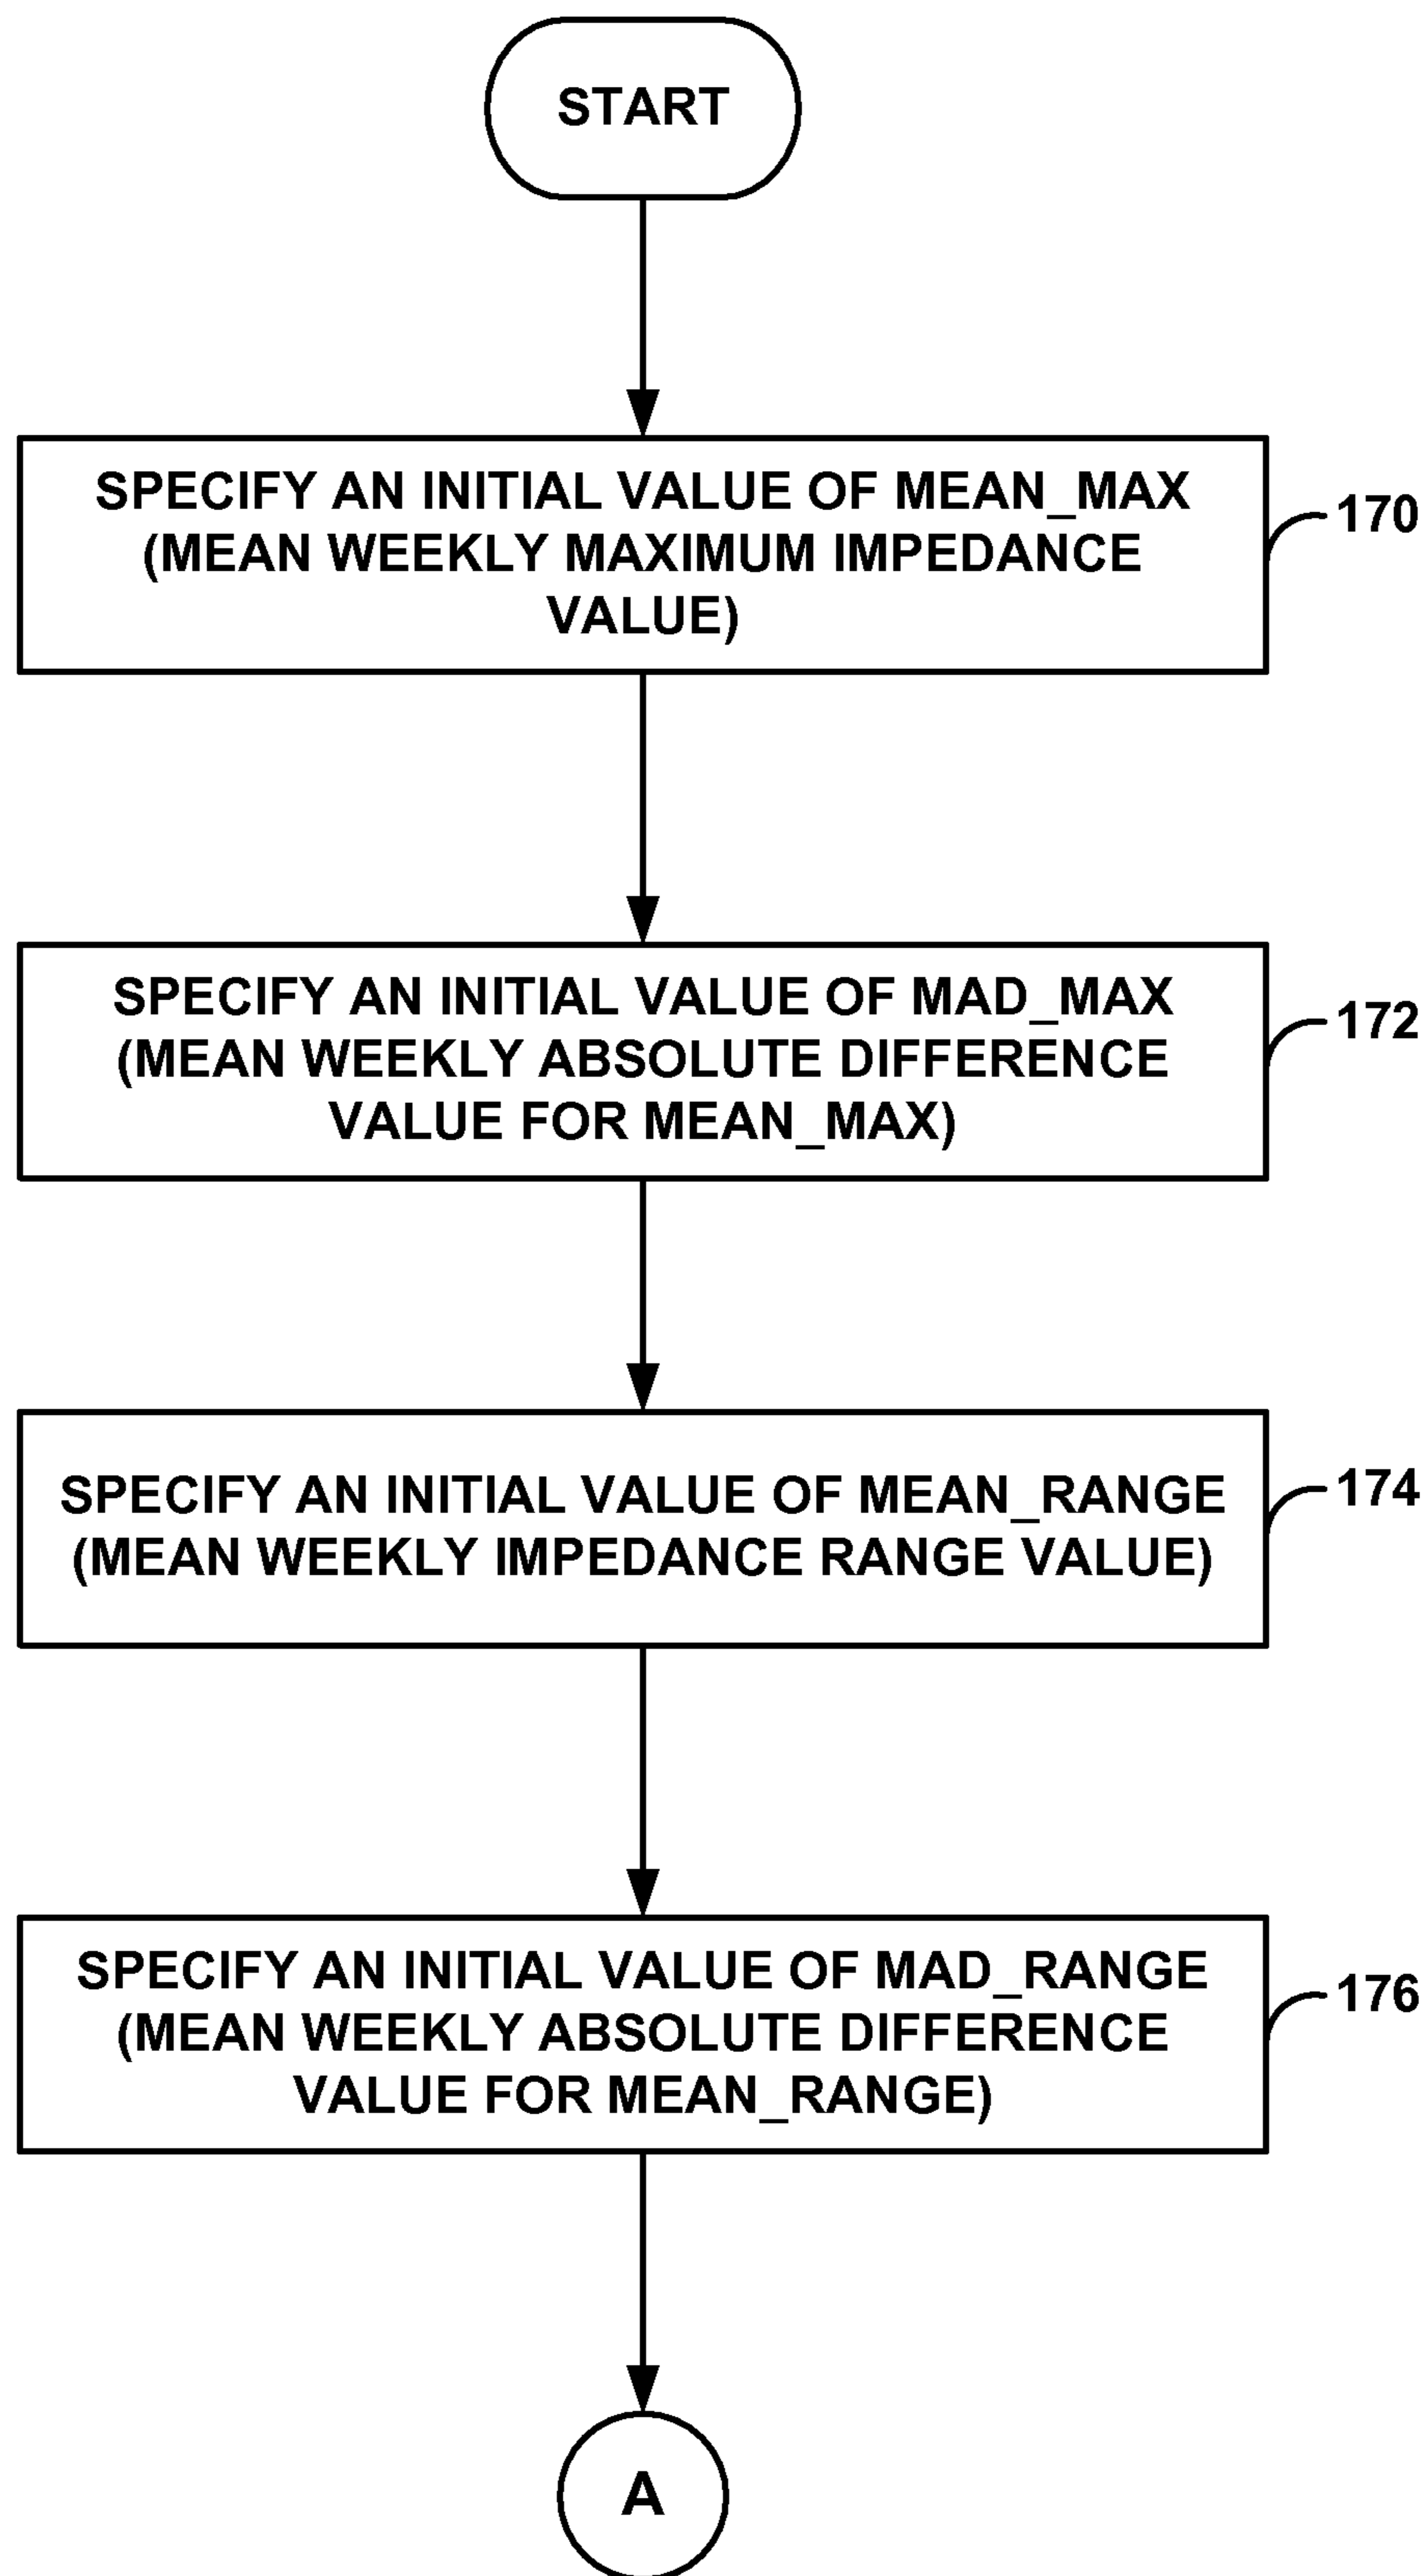 START
SPECIFY AN INITIAL VALUE OF MEAN_MAX
(MEAN WEEKLY MAXIMUM IMPEDANCE
VALUE)
170
SPECIFY AN INITIAL VALUE OF MAD_MAX
(MEAN WEEKLY ABSOLUTE DIFFERENCE
VALUE FOR MEAN_MAX)
172
SPECIFY AN INITIAL VALUE OF MEAN_RANGE
(MEAN WEEKLY IMPEDANCE RANGE VALUE)
174
SPECIFY AN INITIAL VALUE OF MAD_RANGE
(MEAN WEEKLY ABSOLUTE DIFFERENCE
VALUE FOR MEAN_RANGE)
176
A